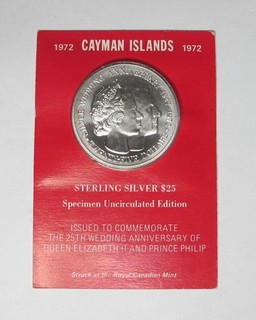 1972 CAYMAN ISLANDS 1972
STERLING SILVER $25
Specimen Uncirculated Edition
ISSUED TO COMMEMORATE
THE 25TH WEDDING ANNIVERSARY OF
QUEEN ELIZABETH II AND PRINCE PHILIP
Struck at the Royal Canadian Mint